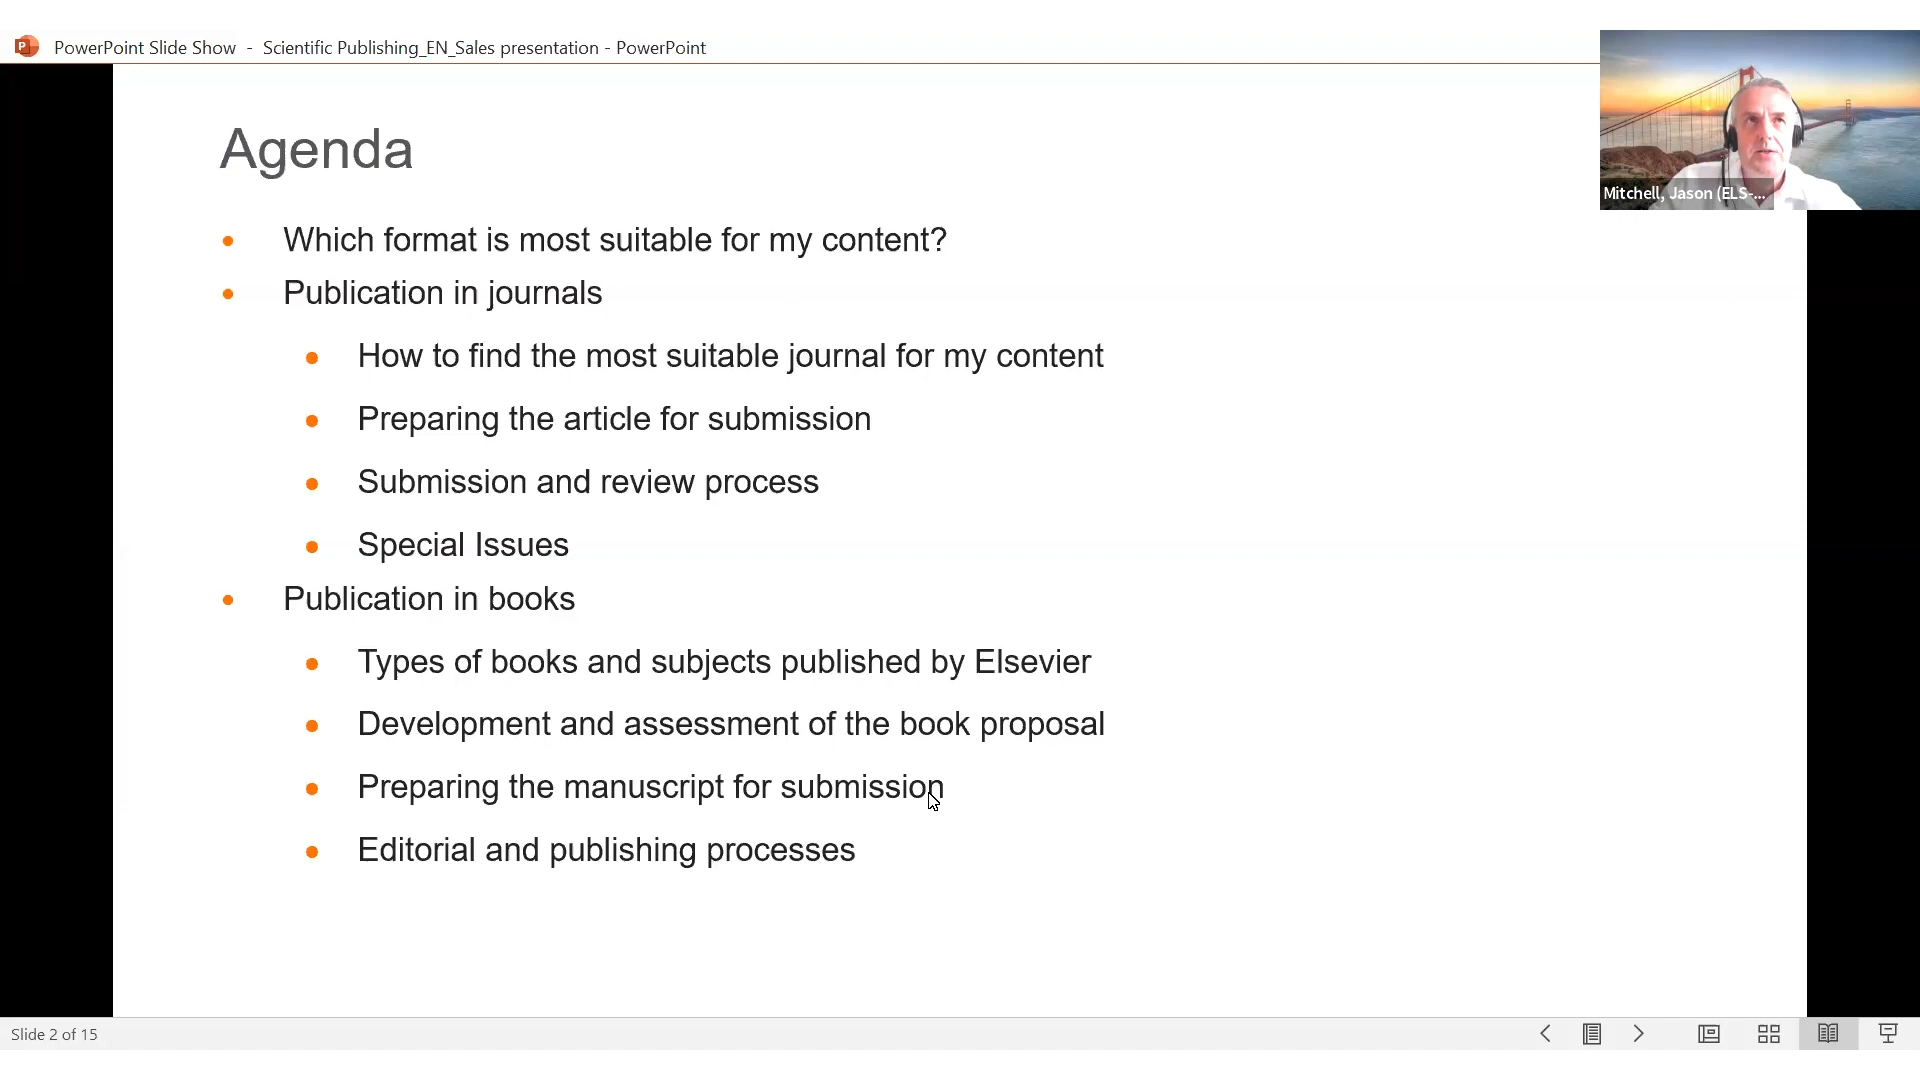 PowerPoint Slide Show - Scientific Publishing_EN_Sales presentation - PowerPoint
Mitchell, Jason (ELS-...
Agenda
Which format is most suitable for my content?
Publication in journals
How to find the most suitable journal for my content
Preparing the article for submission
Submission and review process
Special Issues
Publication in books
Types of books and subjects published by Elsevier
Development and assessment of the book proposal
Preparing the manuscript for submission
Editorial and publishing processes
Slide 2 of 15